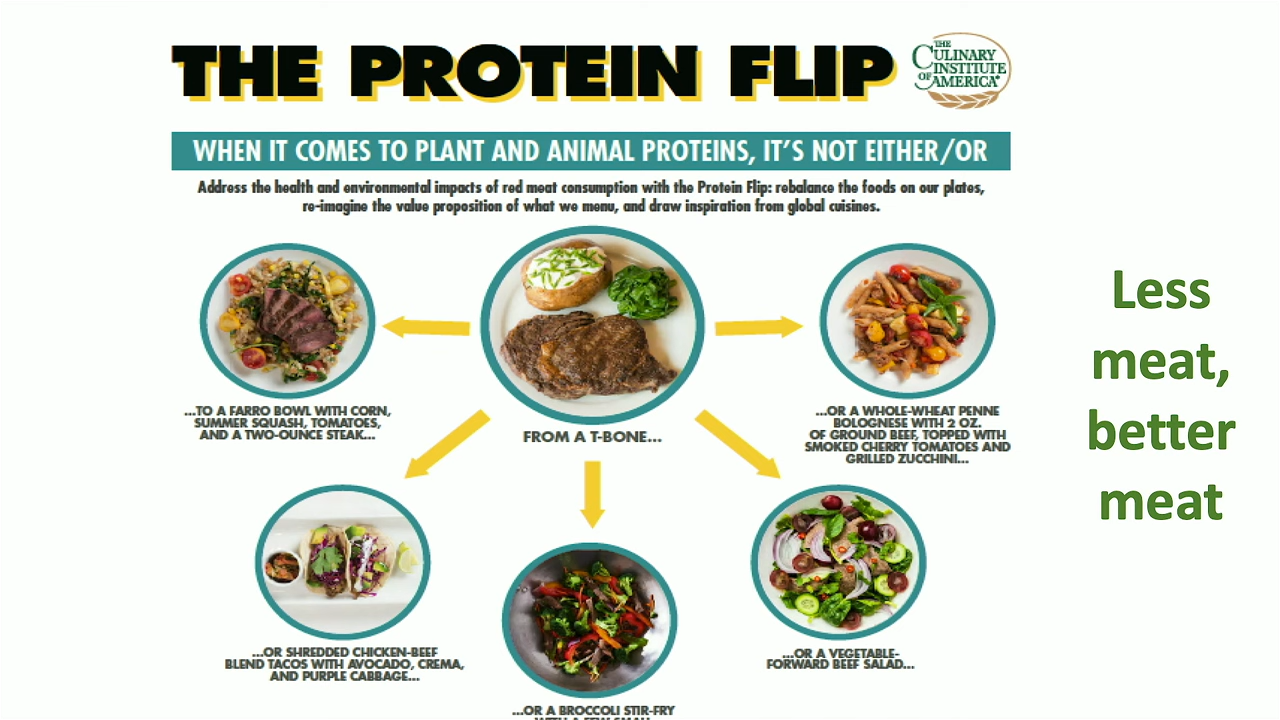 THE PROTEIN FLIP
THE
CULINARY
INSTITUTE
OF AMERICA®
WHEN IT COMES TO PLANT AND ANIMAL PROTEINS, IT'S NOT EITHER/OR
Address the health and environmental impacts of red meat consumption with the Protein Flip: rebalance the foods on our plates,
re-imagine the value proposition of what we menu, and draw inspiration from global cuisines.
...TO A FARRO BOWL WITH CORN,
SUMMER SQUASH, TOMATOES,
AND A TWO-OUNCE STEAK...
FROM A T-BONE...
...OR A WHOLE-WHEAT PENNE
BOLOGNESE WITH 2 OZ.
OF GROUND BEEF, TOPPED WITH
SMOKED CHERRY TOMATOES AND
GRILLED ZUCCHINI...
...OR SHREDDED CHICKEN-BEEF
BLEND TACOS WITH AVOCADO, CREMA,
AND PURPLE CABBAGE...
...OR A BROCCOLI STIR-FRY
WITH A FEW SMALL
...OR A VEGETABLE-
FORWARD BEEF SALAD...
Less
meat,
better
meat